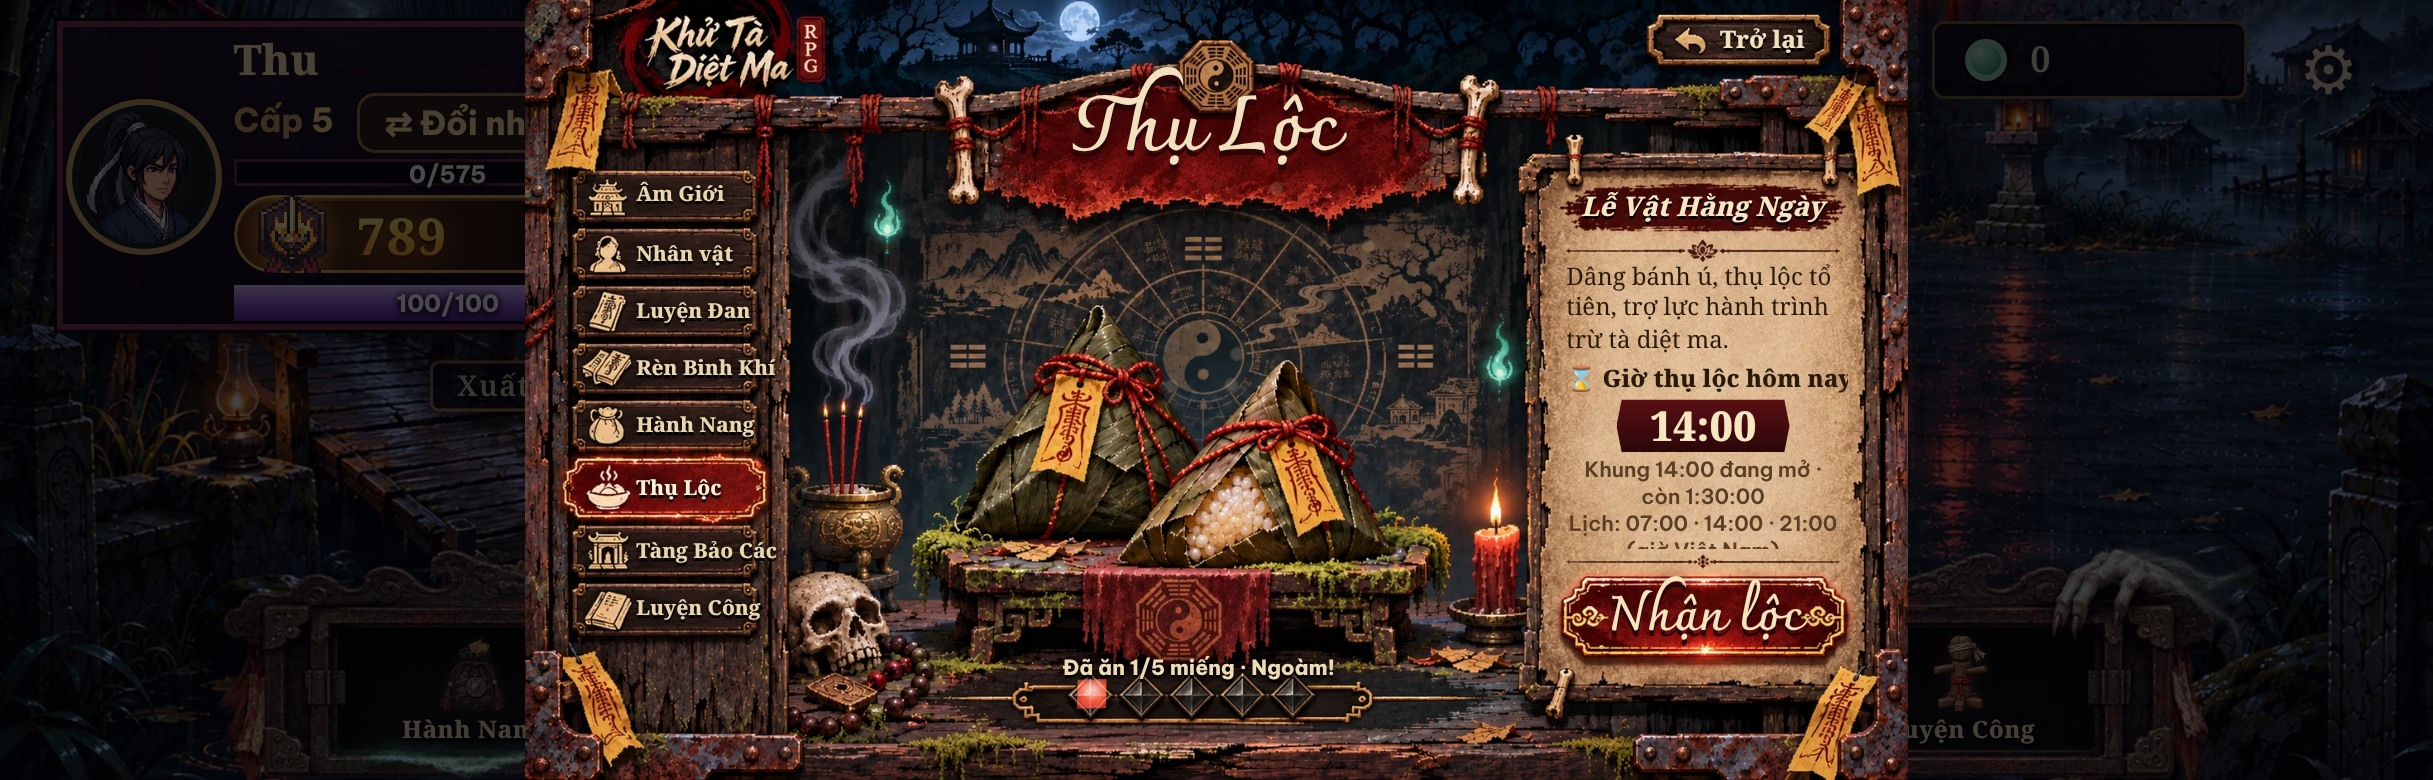 Thu
Cấp 5
⇄ Đổi nh
0/575
789
100/100
Xuất
Hành Nan
Khử Tà
Diệt Ma
RPG
Thụ Lộc
Trở lại
0
Âm Giới
Nhân vật
Luyện Đan
Rèn Binh Khí
Hành Nang
Thụ Lộc
Tàng Bảo Các
Luyện Công
Đã ăn 1/5 miếng · Ngoàm!
Lễ Vật Hằng Ngày
Dâng bánh ú, thụ lộc tổ
tiên, trợ lực hành trình
trừ tà diệt ma.
⌛ Giờ thụ lộc hôm nay
14:00
Khung 14:00 đang mở ·
còn 1:30:00
Lịch: 07:00 · 14:00 · 21:00
(giờ Việt Nam)
Nhận lộc
uyện Công